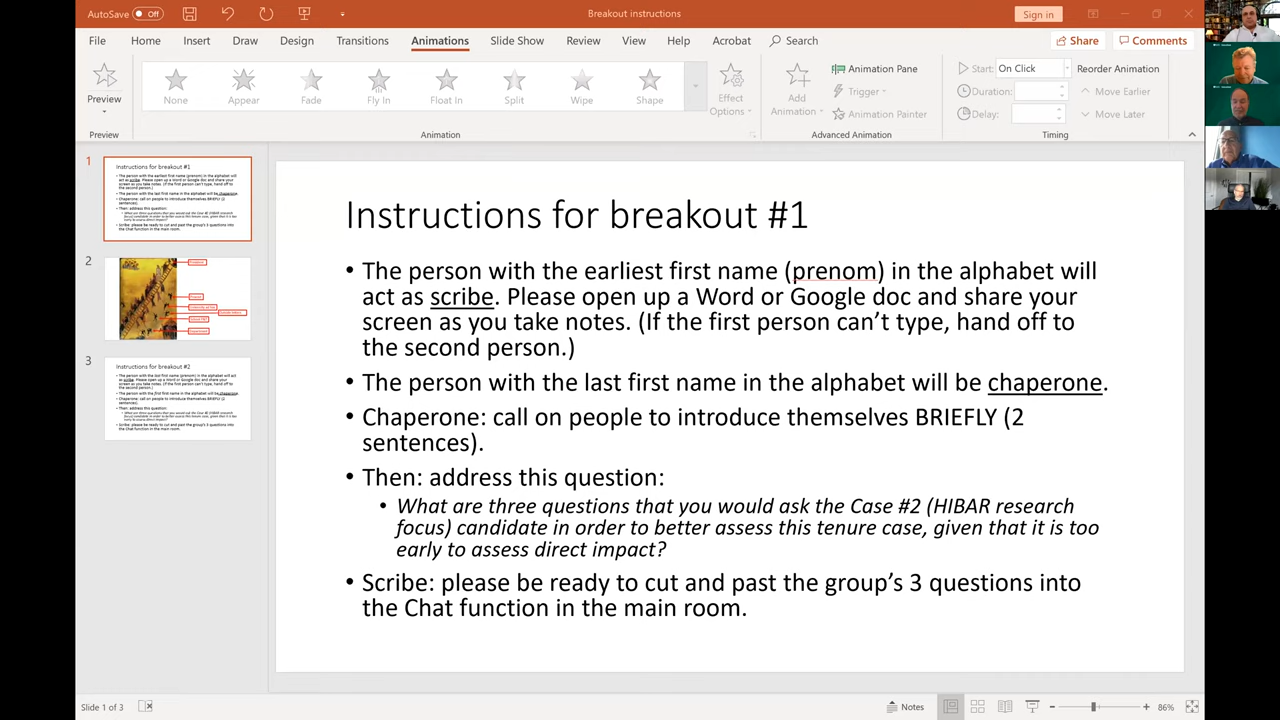 AutoSave Off
Breakout instructions
Sign in
File Home Insert Draw Design Transitions Animations Slide Show Review View Help Acrobat Search
Share Comments
Preview
None Appear Fade Fly In Float In Split Wipe Shape
Effect
Options
Add
Animation
Animation Pane
Trigger
Animation Painter
Start: On Click
Duration:
Delay:
Reorder Animation
Move Earlier
Move Later
Preview
Animation
Advanced Animation
Timing
1
Instructions for breakout #1
2
3
Instructions for breakout #2
Instructions for breakout #1
• The person with the earliest first name (prenom) in the alphabet will
act as scribe. Please open up a Word or Google doc and share your
screen as you take notes. (If the first person can’t type, hand off to
the second person.)
• The person with the last first name in the alphabet will be chaperone.
• Chaperone: call on people to introduce themselves BRIEFLY (2
sentences).
• Then: address this question:
• What are three questions that you would ask the Case #2 (HIBAR research
focus) candidate in order to better assess this tenure case, given that it is too
early to assess direct impact?
• Scribe: please be ready to cut and past the group’s 3 questions into
the Chat function in the main room.
Slide 1 of 3
Notes
86%